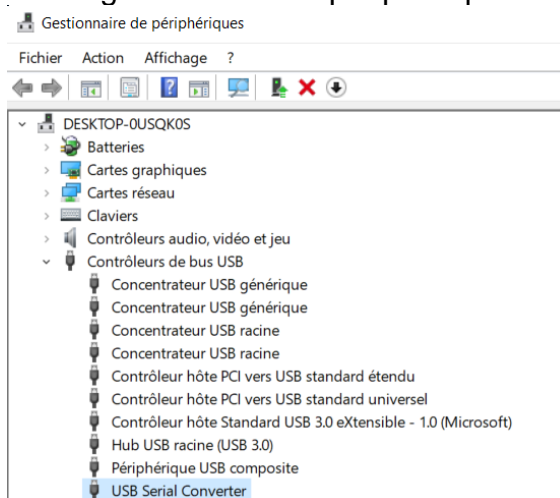 Gestionnaire de périphériques
Fichier Action Affichage ?
DESKTOP-0USQK0S
Batteries
Cartes graphiques
Cartes réseau
Claviers
Contrôleurs audio, vidéo et jeu
Contrôleurs de bus USB
Concentrateur USB générique
Concentrateur USB générique
Concentrateur USB racine
Concentrateur USB racine
Contrôleur hôte PCI vers USB standard étendu
Contrôleur hôte PCI vers USB standard universel
Contrôleur hôte Standard USB 3.0 eXtensible - 1.0 (Microsoft)
Hub USB racine (USB 3.0)
Périphérique USB composite
USB Serial Converter